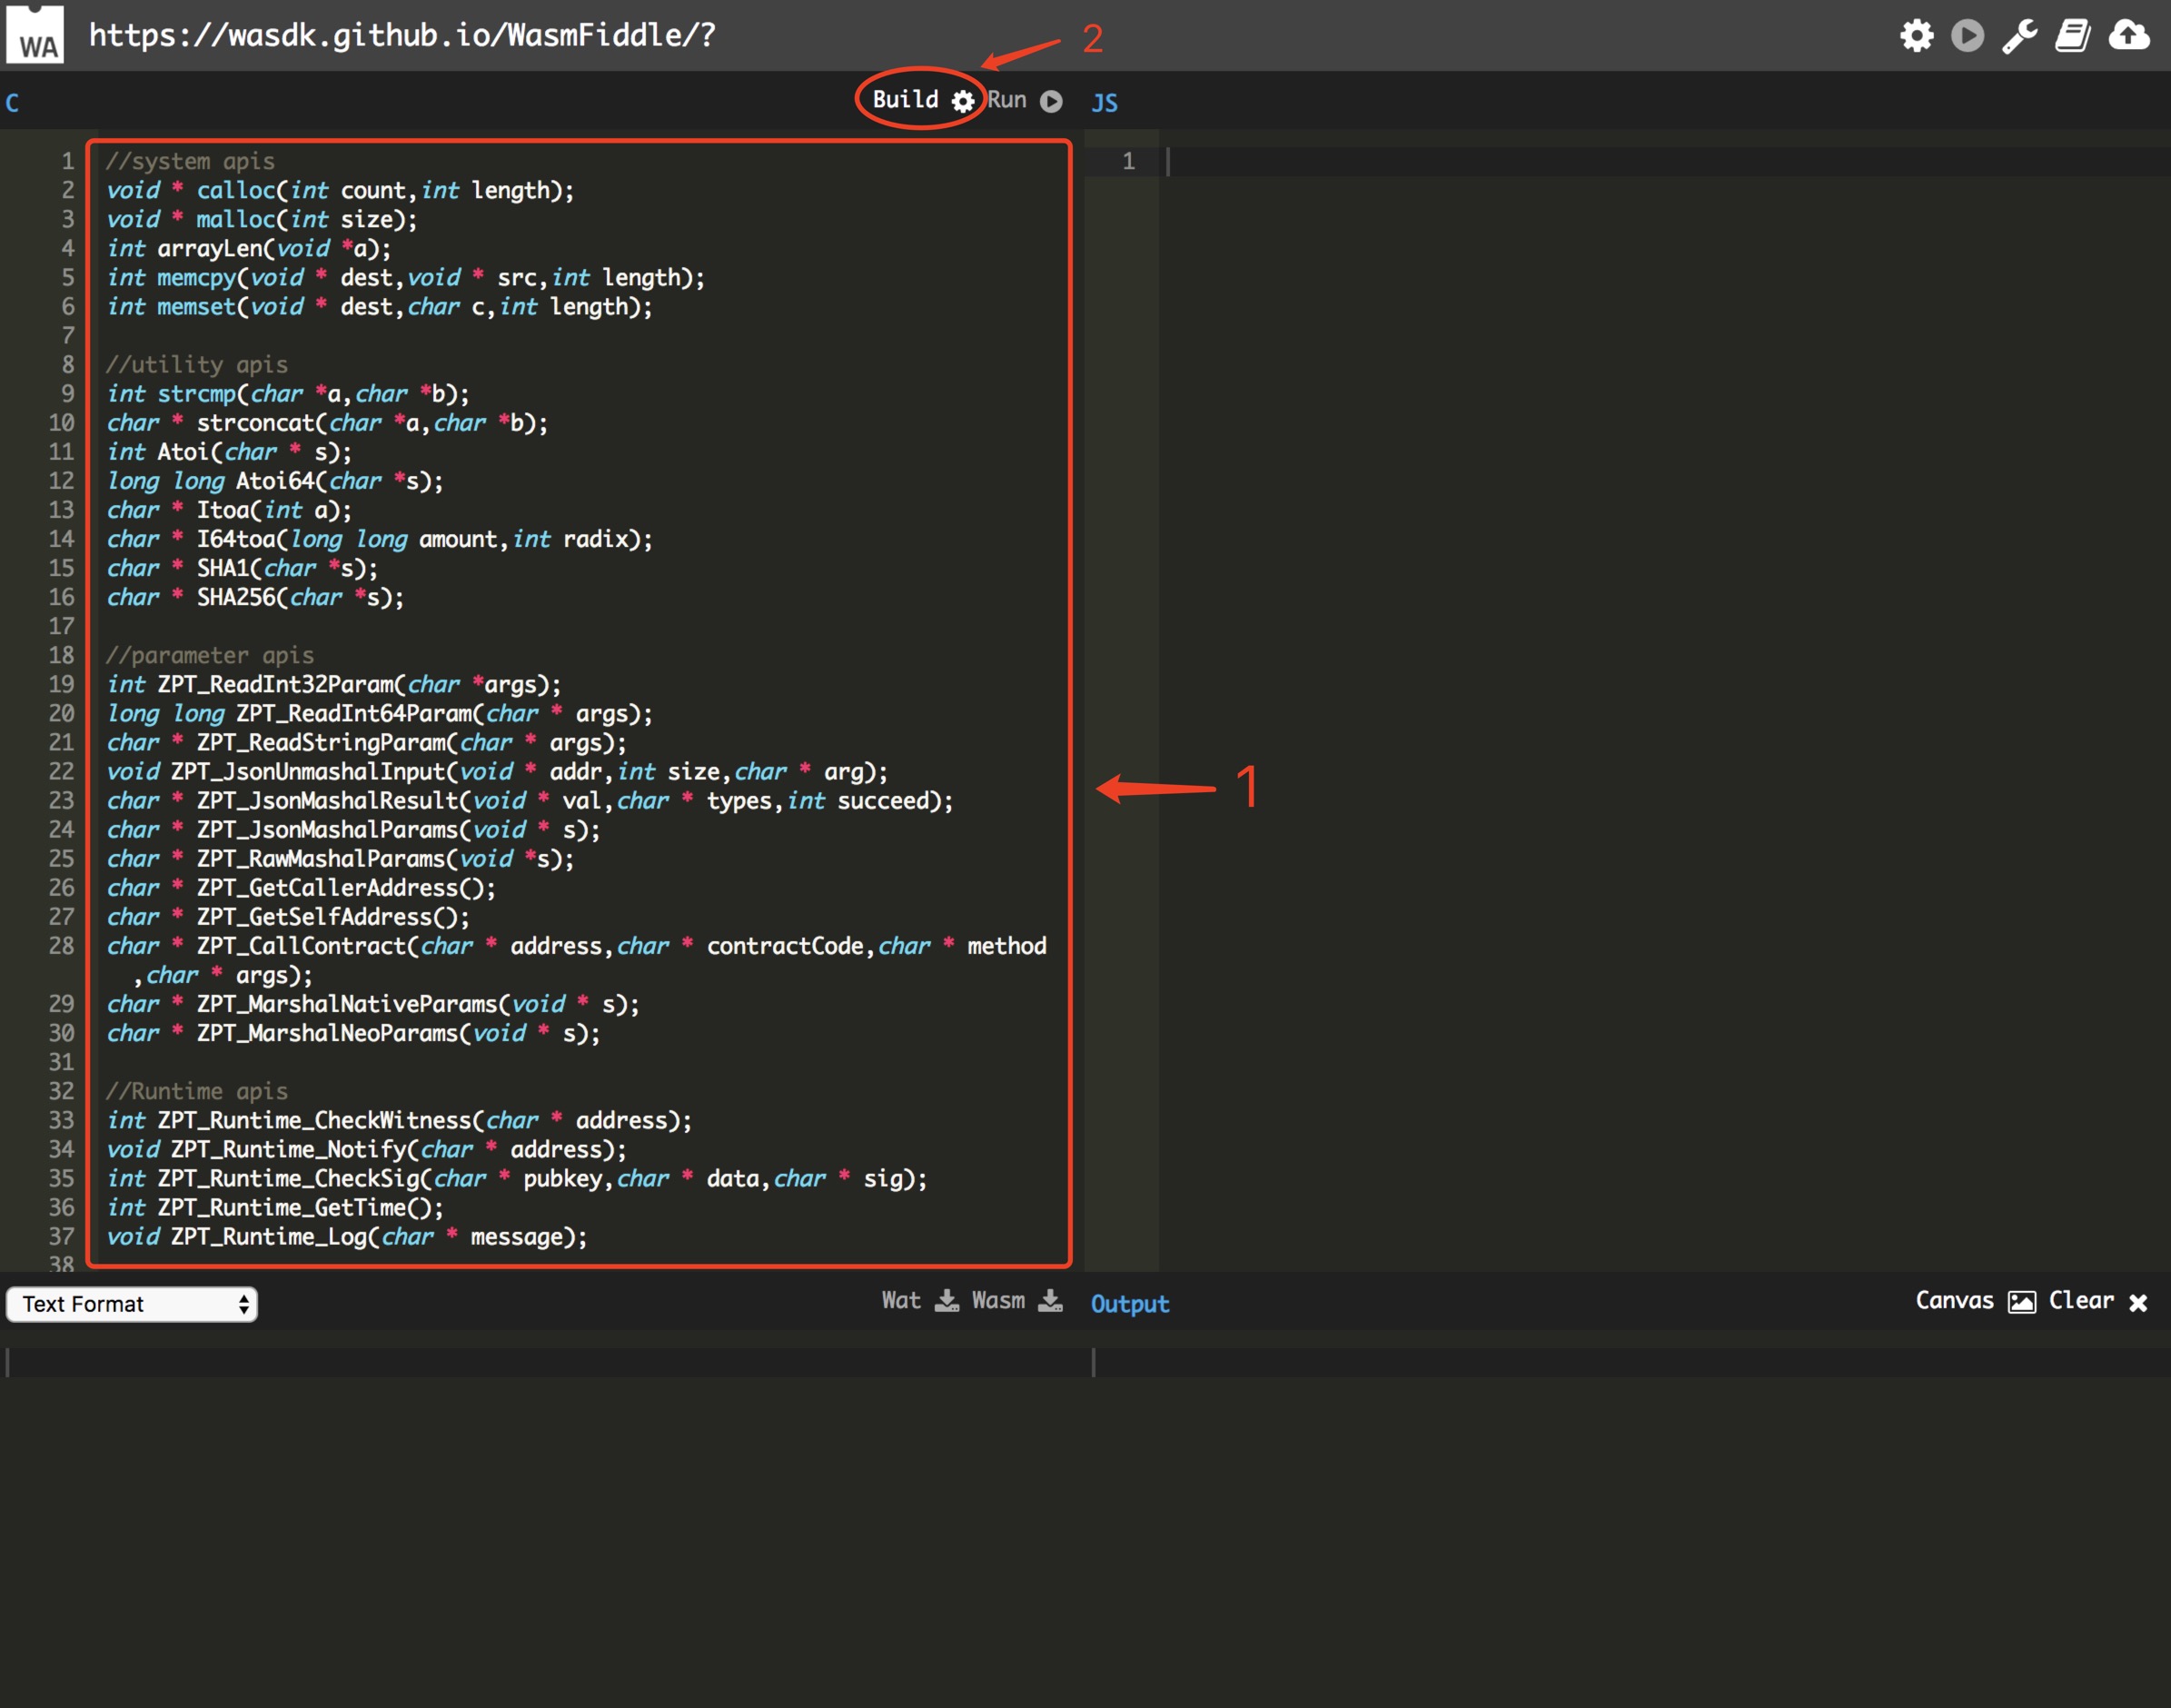 WA https://wasdk.github.io/WasmFiddle/?
2
C Build Run JS
1 //system apis
2 void * calloc(int count,int length);
3 void * malloc(int size);
4 int arrayLen(void *a);
5 int memcpy(void * dest,void * src,int length);
6 int memset(void * dest,char c,int length);
7
8 //utility apis
9 int strcmp(char *a,char *b);
10 char * strconcat(char *a,char *b);
11 int Atoi(char * s);
12 long long Atoi64(char *s);
13 char * Itoa(int a);
14 char * I64toa(long long amount,int radix);
15 char * SHA1(char *s);
16 char * SHA256(char *s);
17
18 //parameter apis
19 int ZPT_ReadInt32Param(char *args);
20 long long ZPT_ReadInt64Param(char * args);
21 char * ZPT_ReadStringParam(char * args);
22 void ZPT_JsonUnmashalInput(void * addr,int size,char * arg);
23 char * ZPT_JsonMashalResult(void * val,char * types,int succeed);
24 char * ZPT_JsonMashalParams(void * s);
25 char * ZPT_RawMashalParams(void *s);
26 char * ZPT_GetCallerAddress();
27 char * ZPT_GetSelfAddress();
28 char * ZPT_CallContract(char * address,char * contractCode,char * method
,char * args);
29 char * ZPT_MarshalNativeParams(void * s);
30 char * ZPT_MarshalNeoParams(void * s);
31
32 //Runtime apis
33 int ZPT_Runtime_CheckWitness(char * address);
34 void ZPT_Runtime_Notify(char * address);
35 int ZPT_Runtime_CheckSig(char * pubkey,char * data,char * sig);
36 int ZPT_Runtime_GetTime();
37 void ZPT_Runtime_Log(char * message);
38
1
1
Text Format Wat Wasm Output Canvas Clear